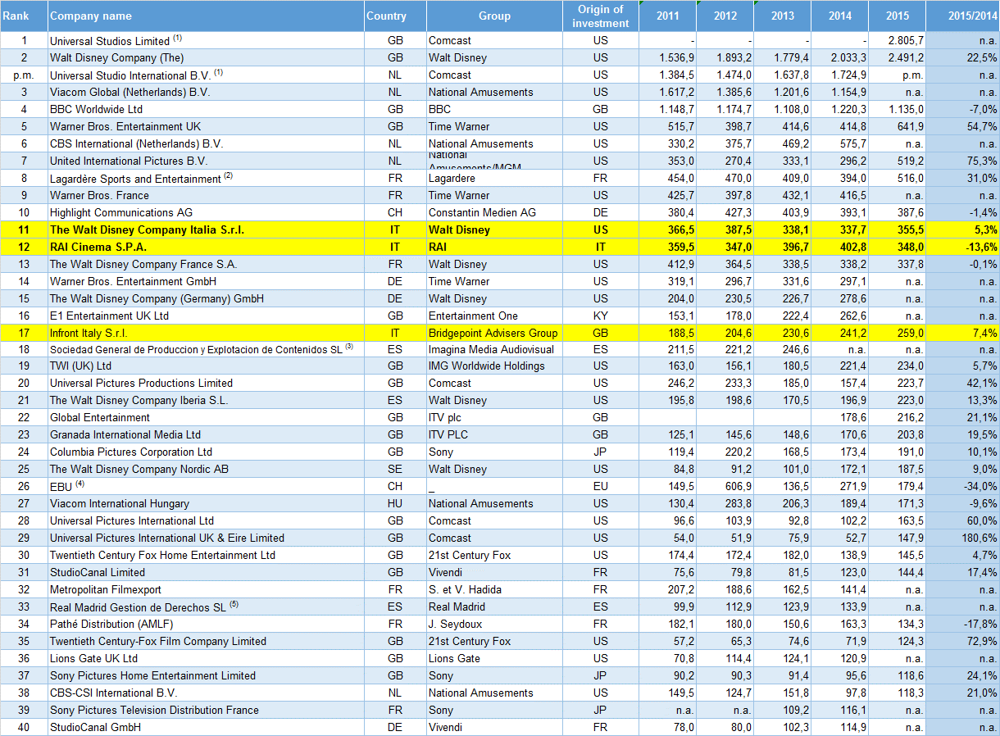 Rank Company name Country Group Origin of investment 2011 2012 2013 2014 2015 2015/2014
1 Universal Studios Limited (1) GB Comcast US - - - - 2.805,7 n.a.
2 Walt Disney Company (The) GB Walt Disney US 1.536,9 1.893,2 1.779,4 2.033,3 2.491,2 22,5%
p.m. Universal Studio International B.V. (1) NL Comcast US 1.384,5 1.474,0 1.637,8 1.724,9 p.m. n.a.
3 Viacom Global (Netherlands) B.V. NL National Amusements US 1.617,2 1.385,6 1.201,6 1.154,9 n.a. n.a.
4 BBC Worldwide Ltd GB BBC GB 1.148,7 1.174,7 1.108,0 1.220,3 1.135,0 -7,0%
5 Warner Bros. Entertainment UK GB Time Warner US 515,7 398,7 414,6 414,8 641,9 54,7%
6 CBS International (Netherlands) B.V. NL National Amusements US 330,2 375,7 469,2 575,7 n.a. n.a.
7 United International Pictures B.V. NL National Amusements/MGM US 353,0 270,4 333,1 296,2 519,2 75,3%
8 Lagardère Sports and Entertainment (2) FR Lagardere FR 454,0 470,0 409,0 394,0 516,0 31,0%
9 Warner Bros. France FR Time Warner US 425,7 397,8 432,1 416,5 n.a. n.a.
10 Highlight Communications AG CH Constantin Medien AG DE 380,4 427,3 403,9 393,1 387,6 -1,4%
11 The Walt Disney Company Italia S.r.l. IT Walt Disney US 366,5 387,5 338,1 337,7 355,5 5,3%
12 RAI Cinema S.P.A. IT RAI IT 359,5 347,0 396,7 402,8 348,0 -13,6%
13 The Walt Disney Company France S.A. FR Walt Disney US 412,9 364,5 338,5 338,2 337,8 -0,1%
14 Warner Bros. Entertainment GmbH DE Time Warner US 319,1 296,7 331,6 297,1 n.a. n.a.
15 The Walt Disney Company (Germany) GmbH DE Walt Disney US 204,0 230,5 226,7 278,6 n.a. n.a.
16 E1 Entertainment UK Ltd GB Entertainment One KY 153,1 178,0 222,4 262,6 n.a. n.a.
17 Infront Italy S.r.l. IT Bridgepoint Advisers Group GB 188,5 204,6 230,6 241,2 259,0 7,4%
18 Sociedad General de Produccion y Explotacion de Contenidos SL (3) ES Imagina Media Audiovisual ES 211,5 221,2 246,6 n.a. n.a. n.a.
19 TWI (UK) Ltd GB IMG Worldwide Holdings US 163,0 156,1 180,5 221,4 234,0 5,7%
20 Universal Pictures Productions Limited GB Comcast US 246,2 233,3 185,0 157,4 223,7 42,1%
21 The Walt Disney Company Iberia S.L. ES Walt Disney US 195,8 198,6 170,5 196,9 223,0 13,3%
22 Global Entertainment GB ITV plc GB 178,6 216,2 21,1%
23 Granada International Media Ltd GB ITV PLC GB 125,1 145,6 148,6 170,6 203,8 19,5%
24 Columbia Pictures Corporation Ltd GB Sony JP 119,4 220,2 168,5 173,4 191,0 10,1%
25 The Walt Disney Company Nordic AB SE Walt Disney US 84,8 91,2 101,0 172,1 187,5 9,0%
26 EBU (4) CH _ EU 149,5 606,9 136,5 271,9 179,4 -34,0%
27 Viacom International Hungary HU National Amusements US 130,4 283,8 206,3 189,4 171,3 -9,6%
28 Universal Pictures International Ltd GB Comcast US 96,6 103,9 92,8 102,2 163,5 60,0%
29 Universal Pictures International UK & Eire Limited GB Comcast US 54,0 51,9 75,9 52,7 147,9 180,6%
30 Twentieth Century Fox Home Entertainment Ltd GB 21st Century Fox US 174,4 172,4 182,0 138,9 145,5 4,7%
31 StudioCanal Limited GB Vivendi FR 75,6 79,8 81,5 123,0 144,4 17,4%
32 Metropolitan Filmexport FR S. et V. Hadida FR 207,2 188,6 162,5 141,4 n.a. n.a.
33 Real Madrid Gestion de Derechos SL (5) ES Real Madrid ES 99,9 112,9 123,9 133,9 n.a. n.a.
34 Pathé Distribution (AMLF) FR J. Seydoux FR 182,1 180,0 150,6 163,3 134,3 -17,8%
35 Twentieth Century-Fox Film Company Limited GB 21st Century Fox US 57,2 65,3 74,6 71,9 124,3 72,9%
36 Lions Gate UK Ltd GB Lions Gate US 70,8 114,4 124,1 120,9 n.a. n.a.
37 Sony Pictures Home Entertainment Limited GB Sony JP 90,2 90,3 91,4 95,6 118,6 24,1%
38 CBS-CSI International B.V. NL National Amusements US 149,5 124,7 151,8 97,8 118,3 21,0%
39 Sony Pictures Television Distribution France FR Sony JP n.a. n.a. 109,2 116,1 n.a. n.a.
40 StudioCanal GmbH DE Vivendi FR 78,0 80,0 102,3 114,9 n.a. n.a.